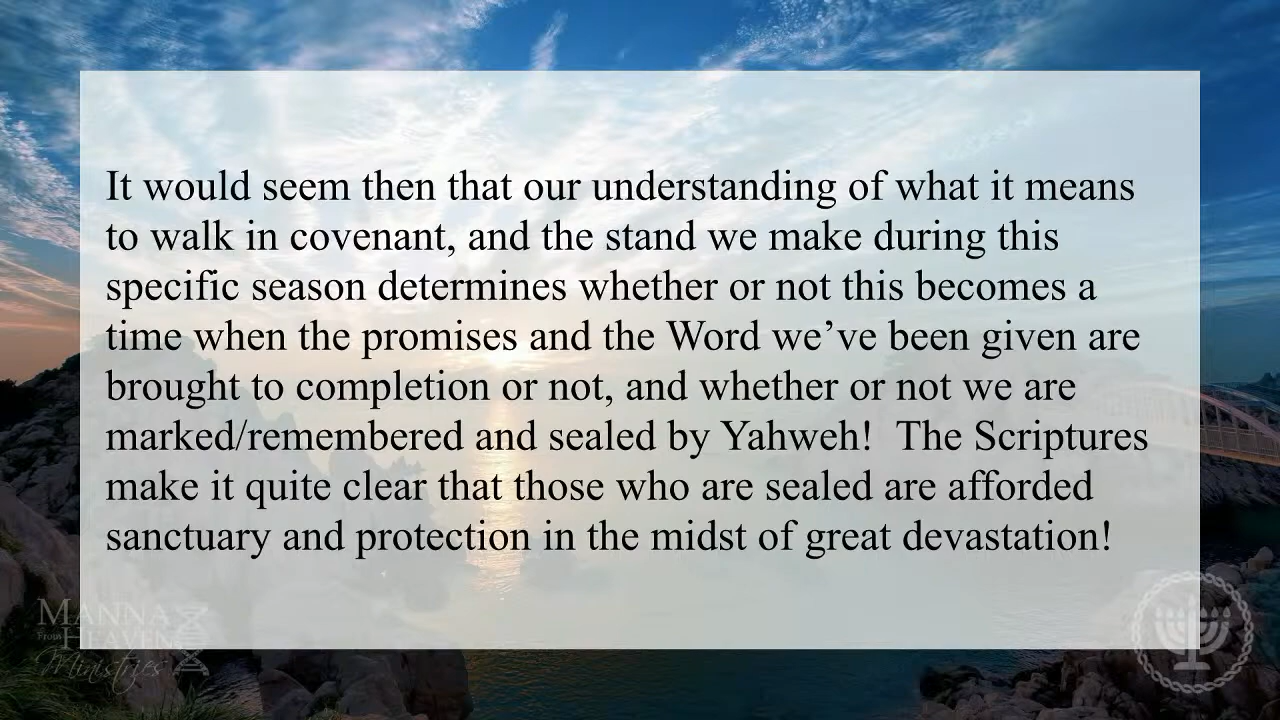 It would seem then that our understanding of what it means
to walk in covenant, and the stand we make during this
specific season determines whether or not this becomes a
time when the promises and the Word we’ve been given are
brought to completion or not, and whether or not we are
marked/remembered and sealed by Yahweh!  The Scriptures
make it quite clear that those who are sealed are afforded
sanctuary and protection in the midst of great devastation!
MANNA
From HEAVEN
Ministries